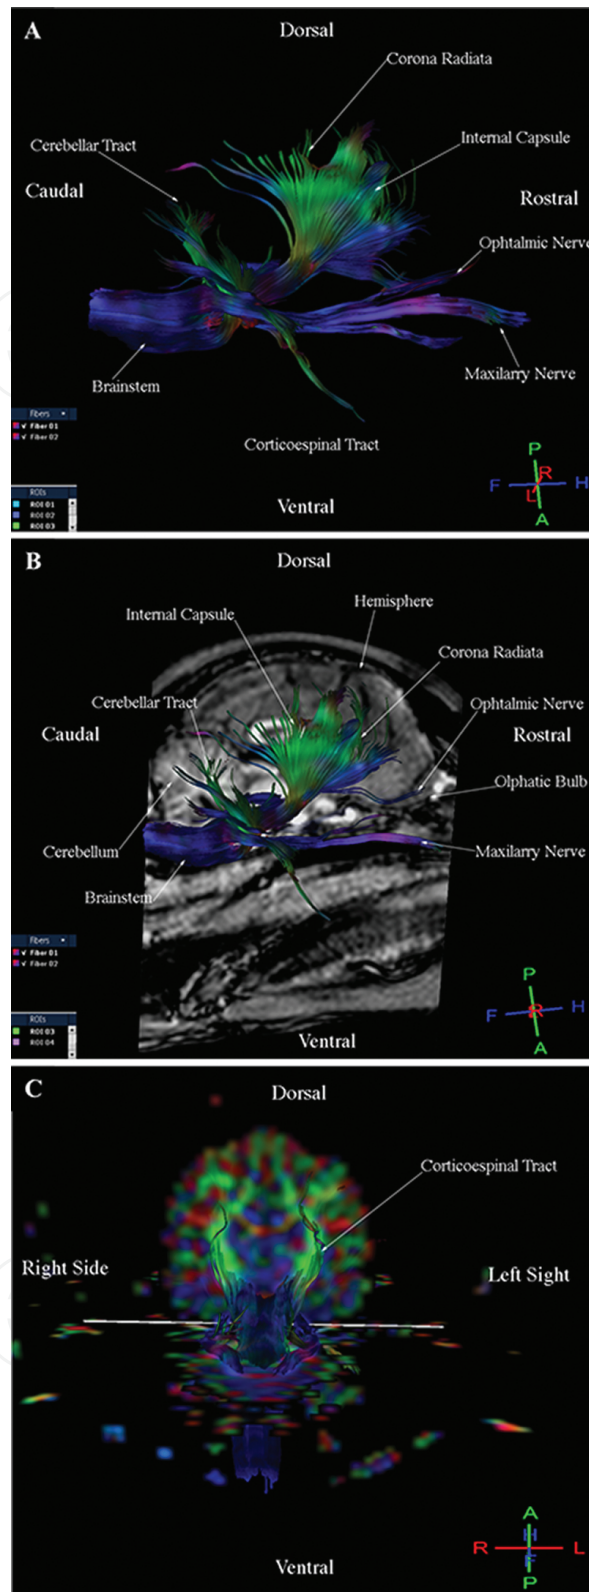 A
Dorsal
Corona Radiata
Cerebellar Tract
Internal Capsule
Caudal
Rostral
Ophtalmic Nerve
Brainstem
Maxilarry Nerve
Fibers
Fiber 01
Fiber 02
Corticoespinal Tract
P
R
F
H
L
A
ROIs
ROI 01
ROI 02
ROI 03
Ventral
B
Dorsal
Internal Capsule
Hemisphere
Corona Radiata
Cerebellar Tract
Ophtalmic Nerve
Caudal
Rostral
Olphatic Bulb
Cerebellum
Maxilarry Nerve
Brainstem
Fibers
Fiber 01
Fiber 02
P
F
R
H
A
ROIs
ROI 03
ROI 04
Ventral
C
Dorsal
Corticoespinal Tract
Right Side
Left Sight
A
H
R
L
F
P
Ventral